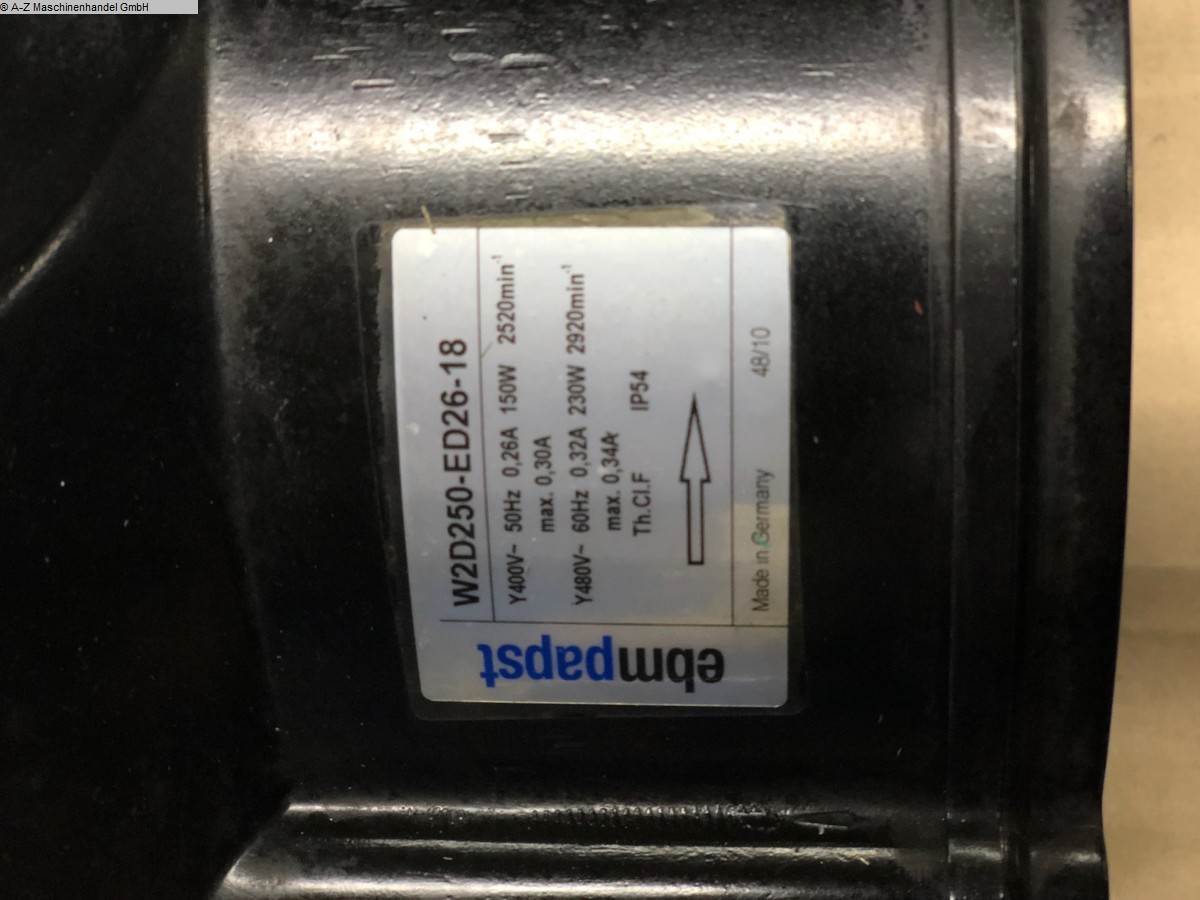 ® A-Z Maschinenhandel GmbH
ebmpapst
W2D250-ED26-18
Y400V~ 50Hz 0,26A 150W 2520min-1
max. 0,30A
Y480V~ 60Hz 0,32A 230W 2920min-1
max. 0,34A
Th.Cl.F IP54
Made in Germany 48/10